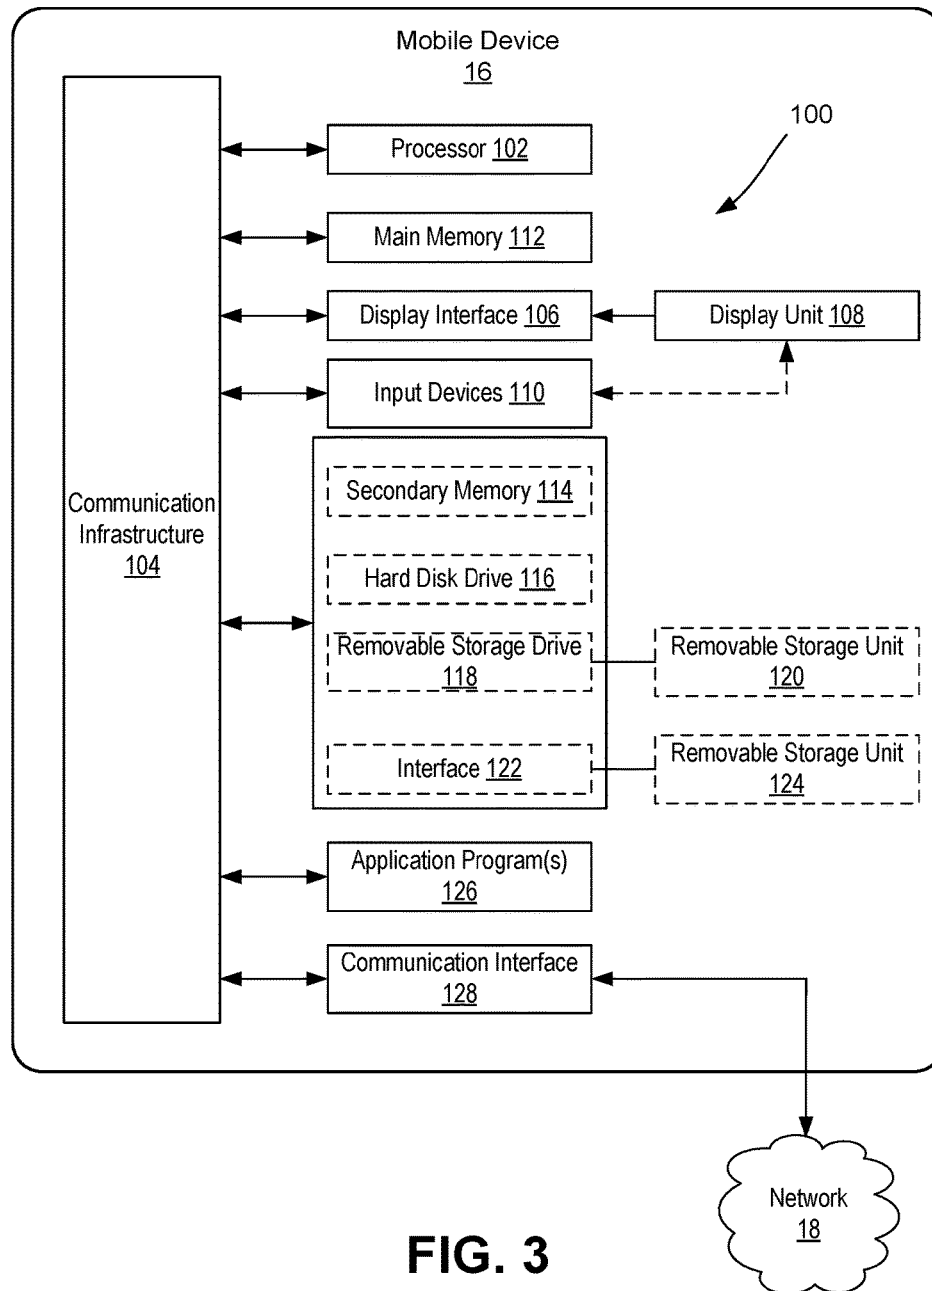 Mobile Device
16
100
Processor 102
Main Memory 112
Display Interface 106
Display Unit 108
Input Devices 110
Communication
Infrastructure
104
Secondary Memory 114
Hard Disk Drive 116
Removable Storage Drive
118
Removable Storage Unit
120
Interface 122
Removable Storage Unit
124
Application Program(s)
126
Communication Interface
128
Network
18
FIG. 3